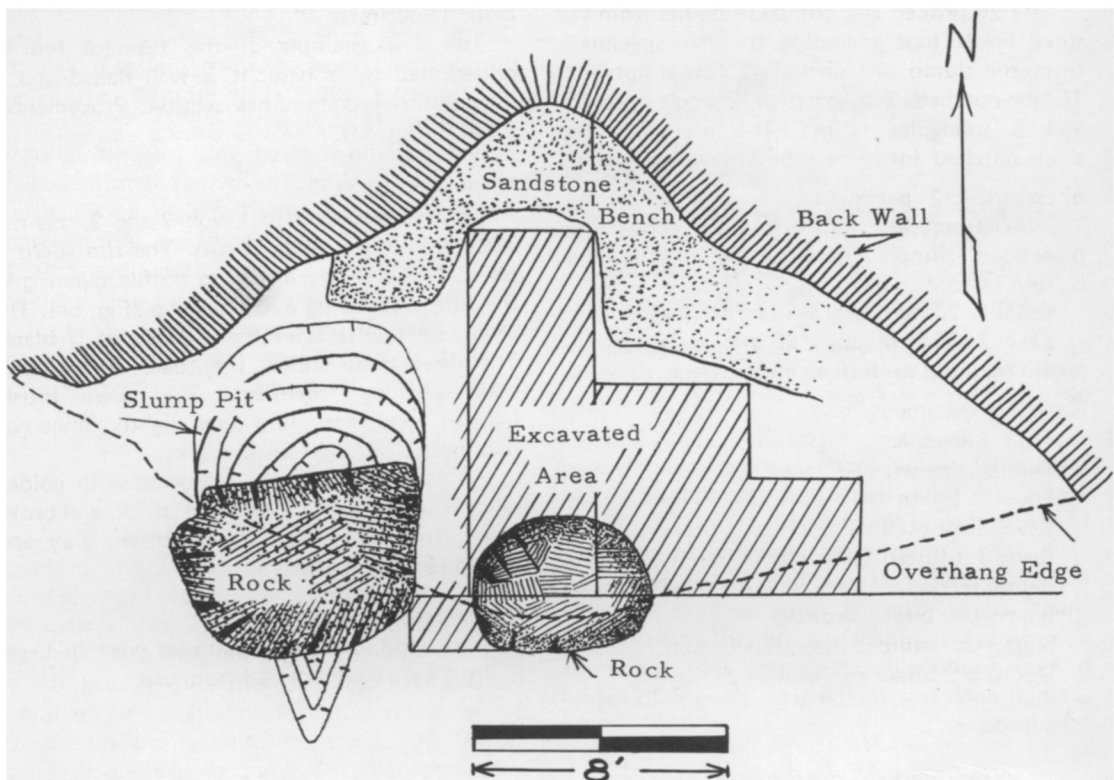 Sandstone
Bench
Back Wall
Slump Pit
Excavated
Area
Overhang Edge
Rock
Rock
8'